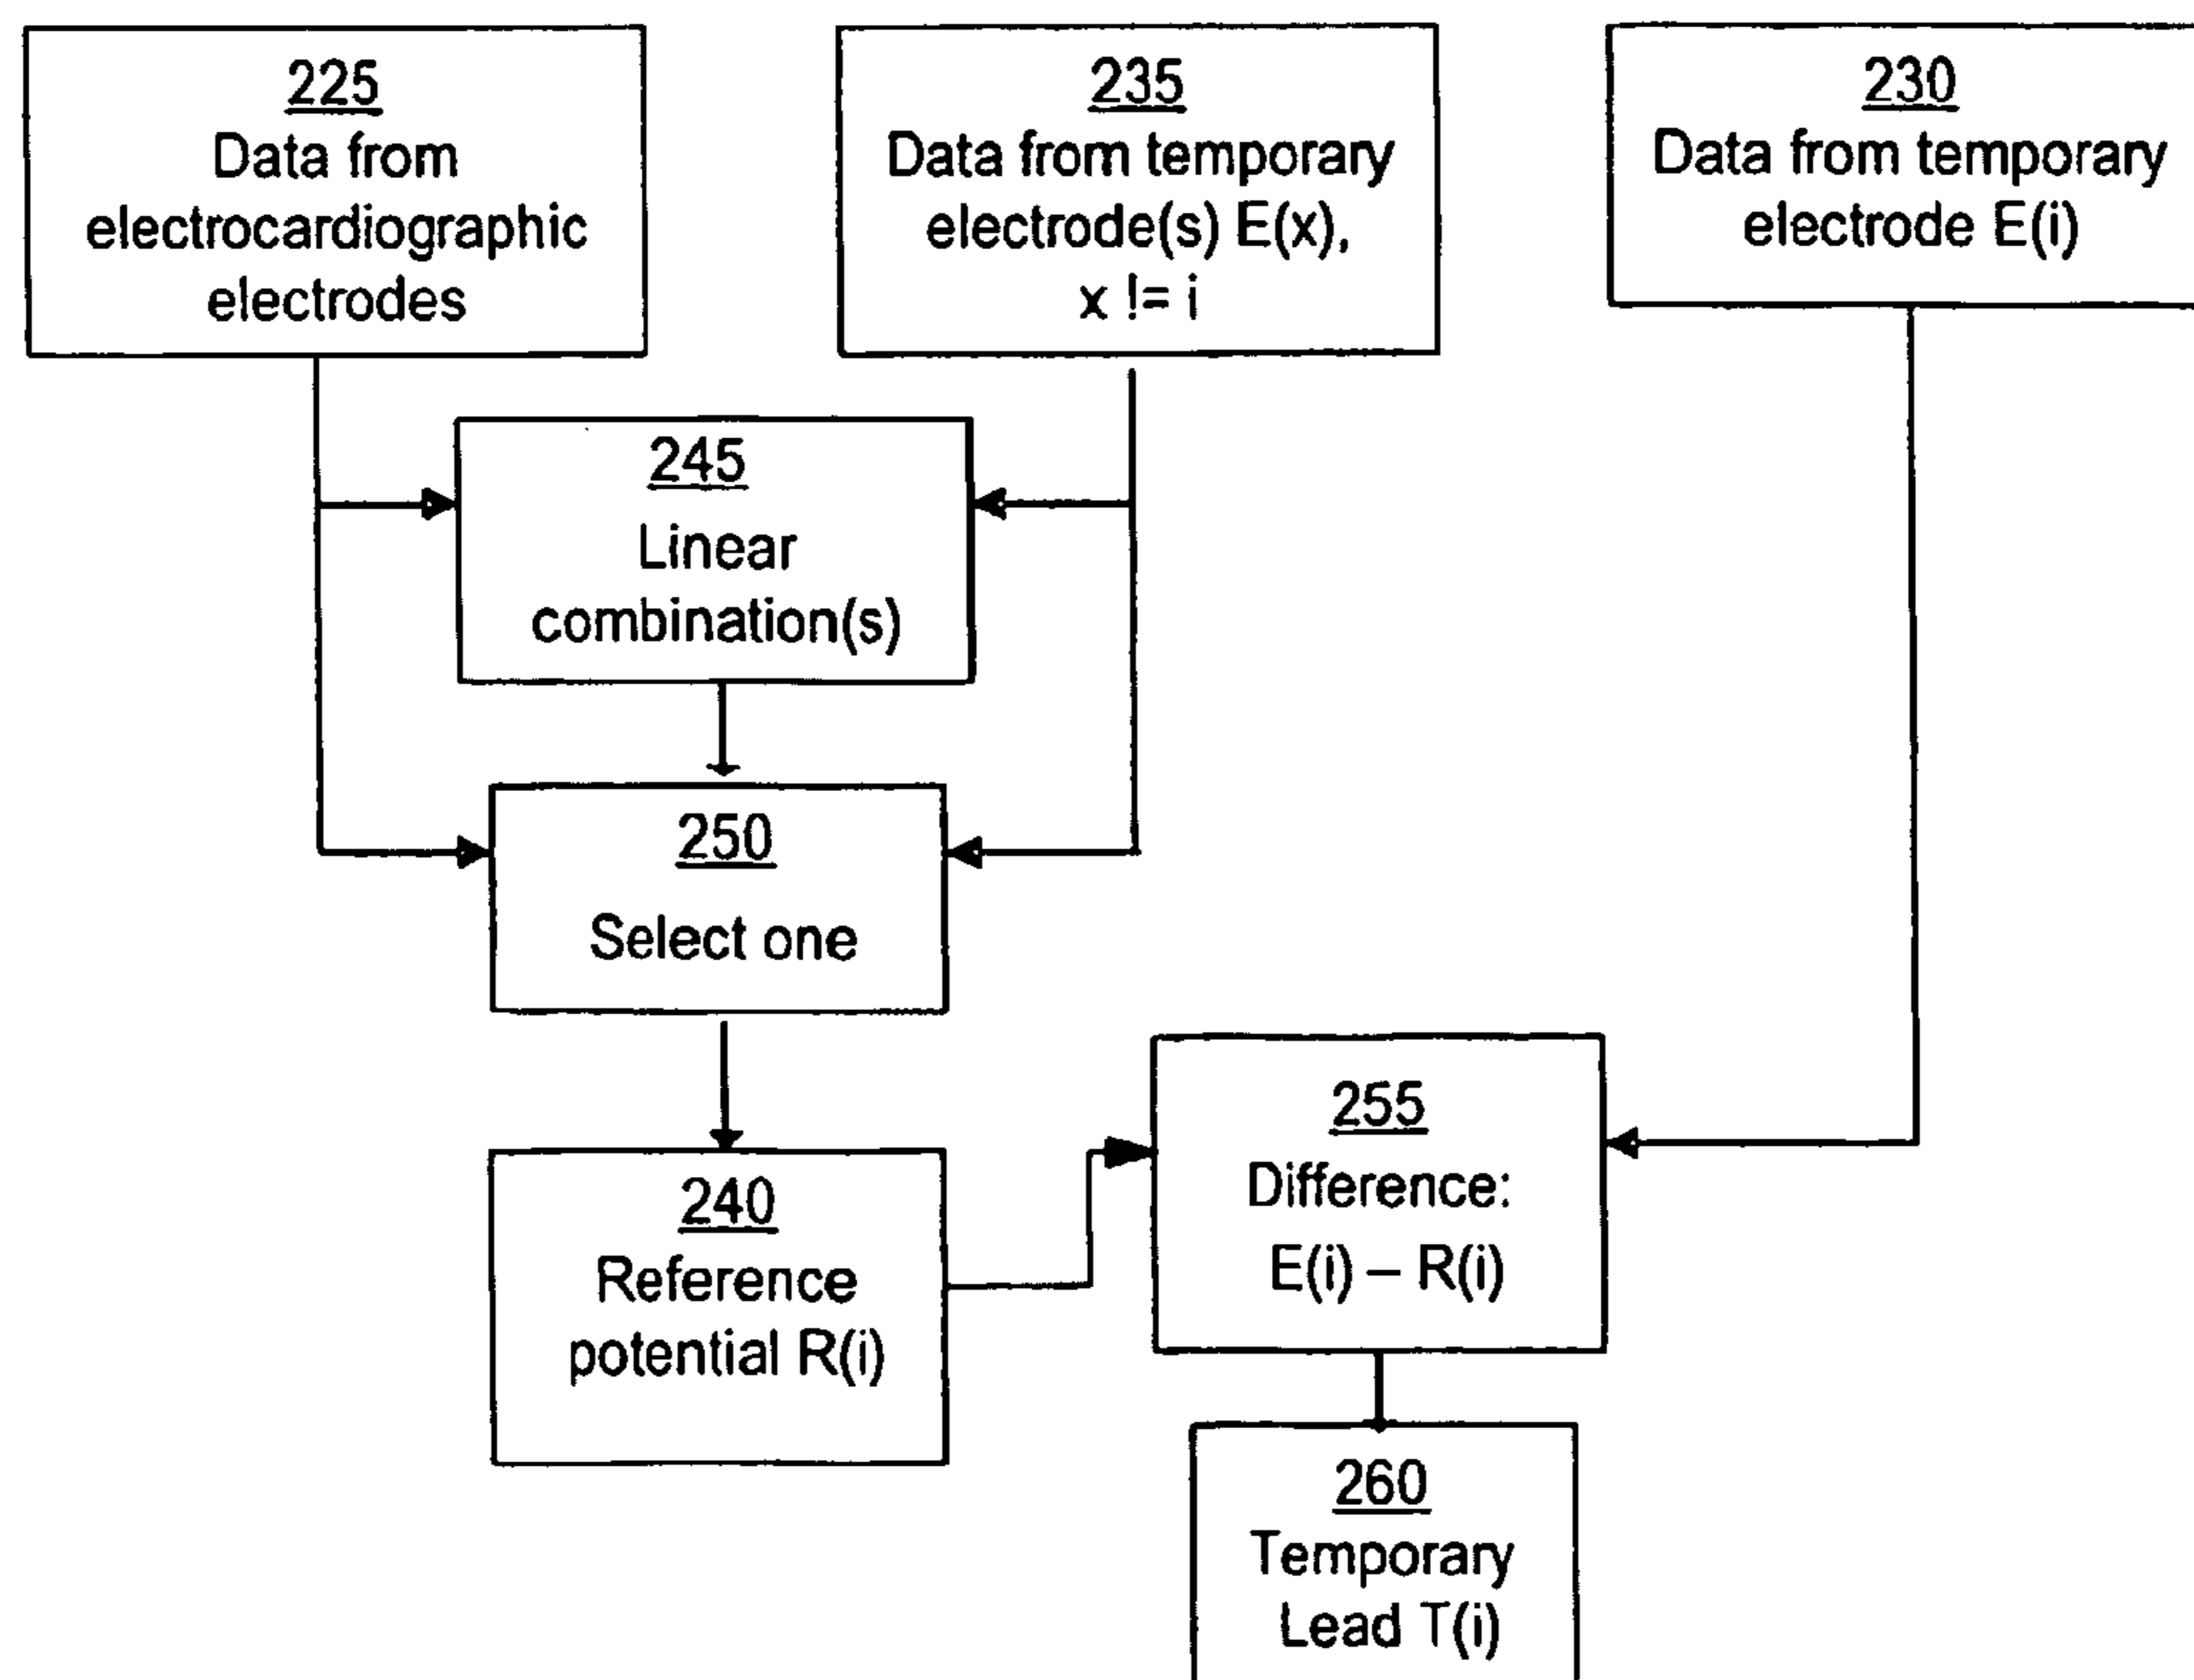 225
Data from
electrocardiographic
electrodes
235
Data from temporary
electrode(s) E(x),
x != i
230
Data from temporary
electrode E(i)
245
Linear
combination(s)
250
Select one
240
Reference
potential R(i)
255
Difference:
E(i) – R(i)
260
Temporary
Lead T(i)